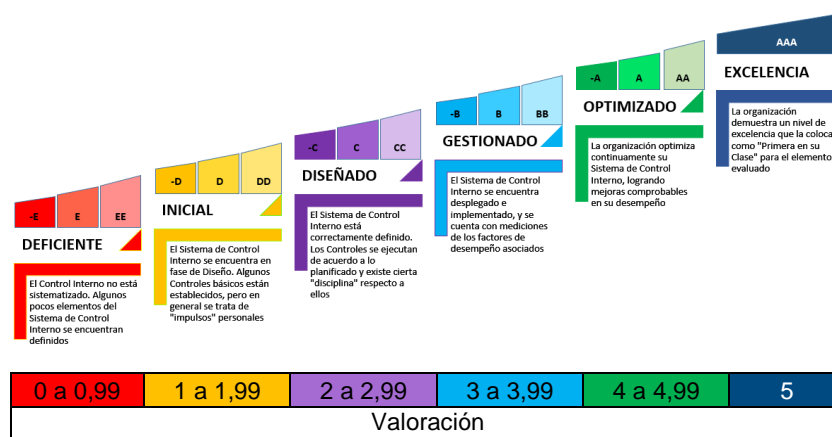 -E E EE
DEFICIENTE
El Control Interno no está
sistematizado. Algunos
pocos elementos del
Sistema de Control
Interno se encuentran
definidos
-D D DD
INICIAL
El Sistema de Control
Interno se encuentra en
fase de Diseño. Algunos
Controles básicos están
establecidos, pero en
general se trata de
"impulsos" personales
-C C CC
DISEÑADO
El Sistema de Control
Interno está
correctamente definido.
Los Controles se ejecutan
de acuerdo a lo
planificado y existe cierta
"disciplina" respecto a
ellos
-B B BB
GESTIONADO
El Sistema de Control
Interno se encuentra
desplegado e
implementado, y se
cuenta con mediciones
de los factores de
desempeño asociados
-A A AA
OPTIMIZADO
La organización optimiza
continuamente su
Sistema de Control
Interno, logrando
mejoras comprobables
en su desempeño
AAA
EXCELENCIA
La organización
demuestra un nivel de
excelencia que la coloca
como "Primera en su
Clase" para el elemento
evaluado
0 a 0,99 1 a 1,99 2 a 2,99 3 a 3,99 4 a 4,99 5
Valoración